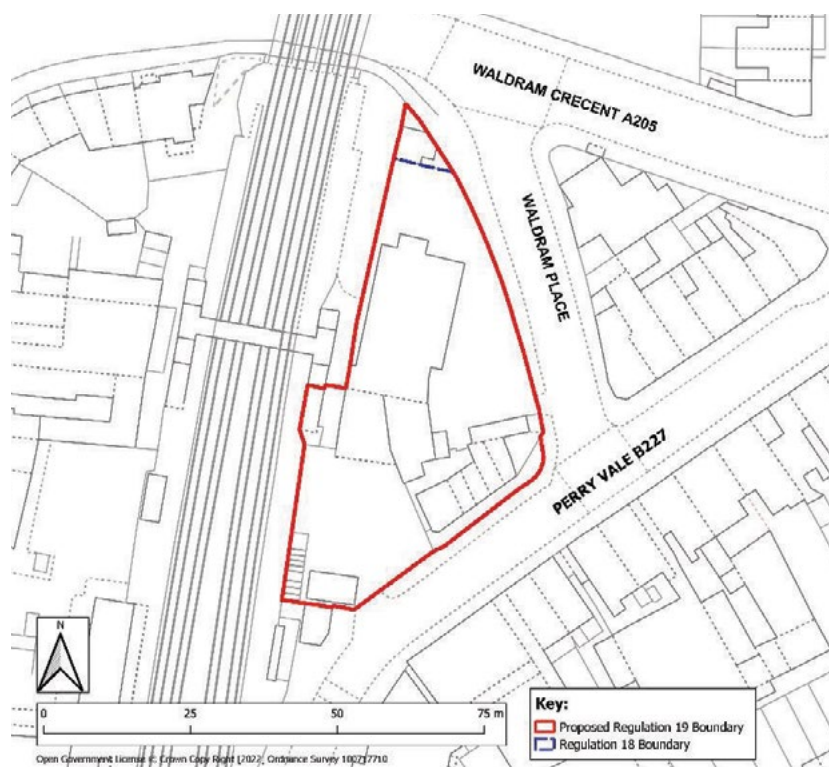 WALDRAM CRECENT A205
WALDRAM PLACE
PERRY VALE B227
N
0 25 50 75 m
Key:
Proposed Regulation 19 Boundary
Regulation 18 Boundary
Open Government License © Crown Copy Right [2022] Ordnance Survey 100717710